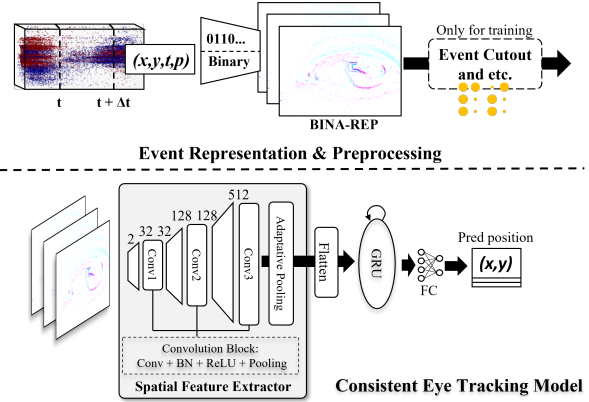 t
t + Δt
(x,y,t,p)
0110...
Binary
BINA-REP
Only for training
Event Cutout
and etc.
Event Representation & Preprocessing
2
32
32
128
128
512
Conv1
Conv2
Conv3
Adaptative Pooling
Flatten
GRU
FC
Pred position
(x,y)
Convolution Block:
Conv + BN + ReLU + Pooling
Spatial Feature Extractor
Consistent Eye Tracking Model